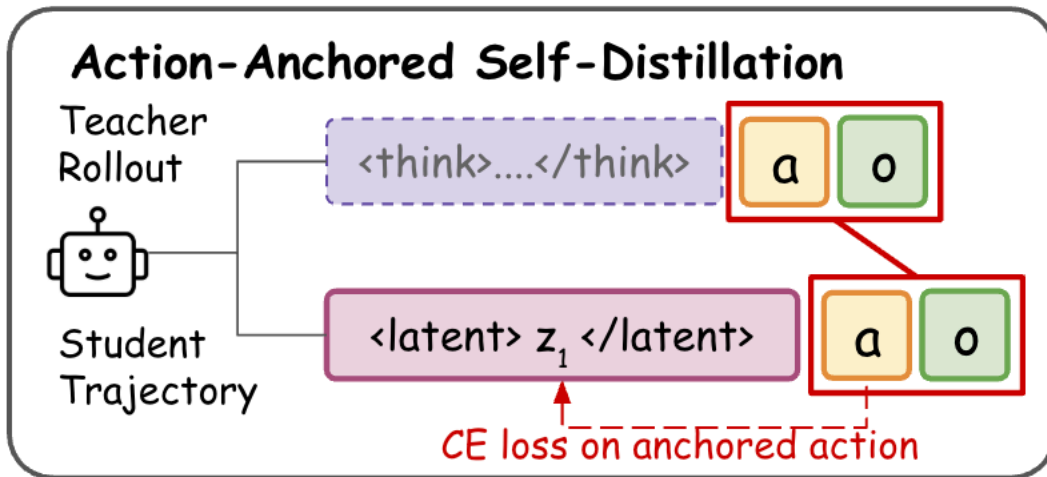 Action-Anchored Self-Distillation
Teacher
Rollout
<think>....</think>
a
o
Student
Trajectory
<latent> z₁ </latent>
a
o
CE loss on anchored action